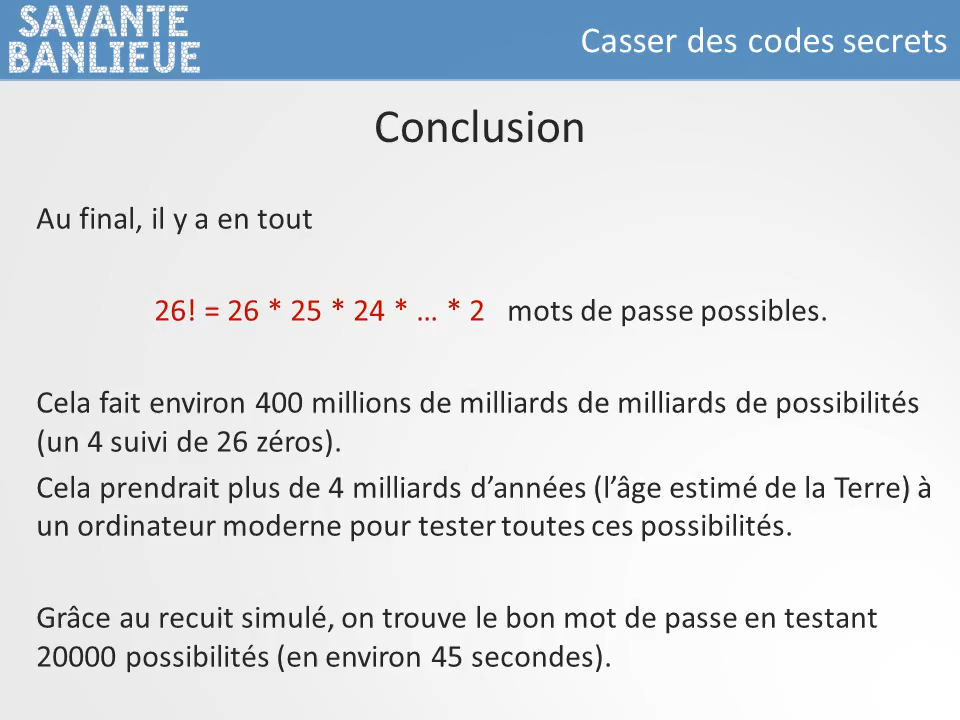 SAVANTE
BANLIEUE
Casser des codes secrets
Conclusion
Au final, il y a en tout
26! = 26 * 25 * 24 * … * 2 mots de passe possibles.
Cela fait environ 400 millions de milliards de milliards de possibilités
(un 4 suivi de 26 zéros).
Cela prendrait plus de 4 milliards d’années (l’âge estimé de la Terre) à
un ordinateur moderne pour tester toutes ces possibilités.
Grâce au recuit simulé, on trouve le bon mot de passe en testant
20000 possibilités (en environ 45 secondes).